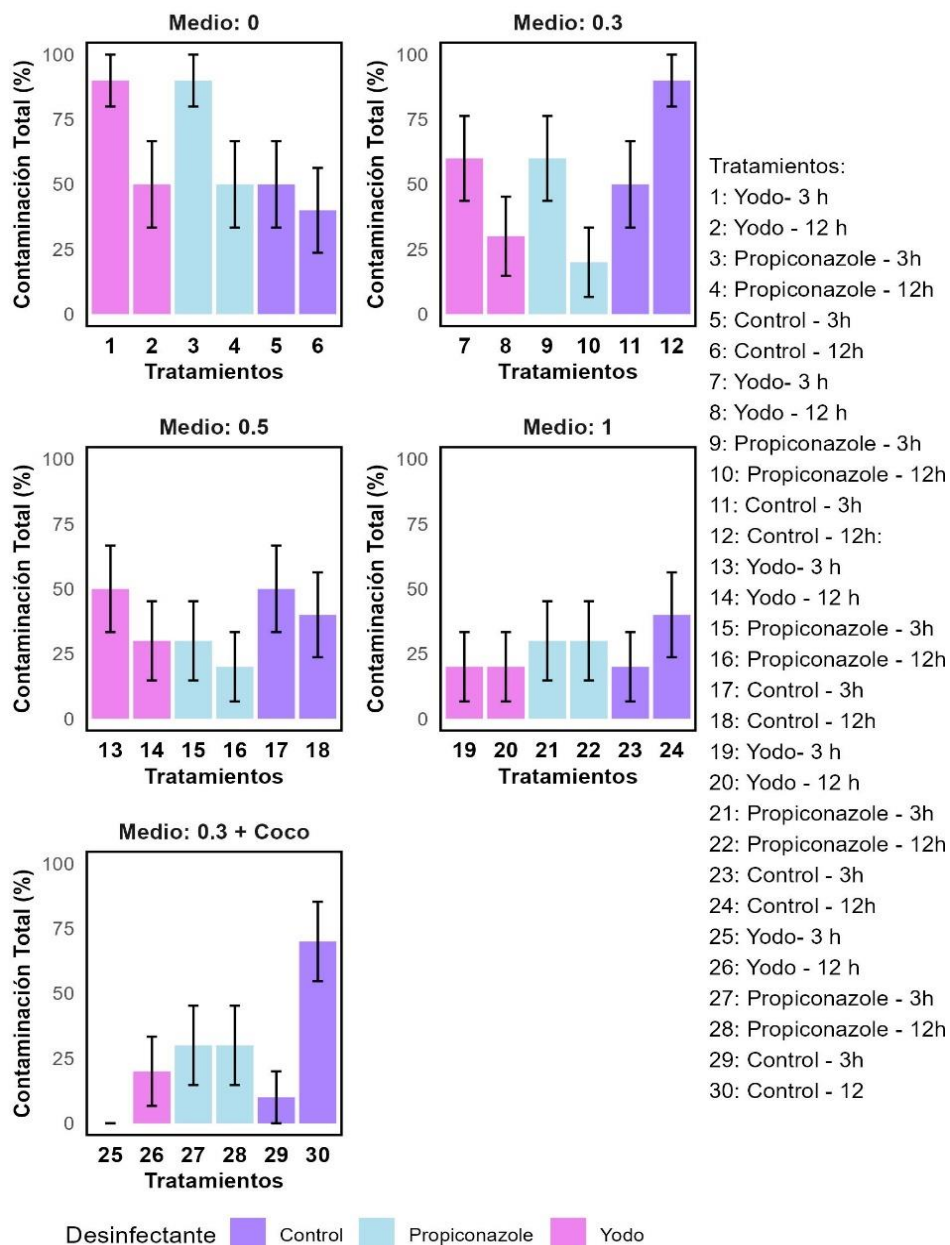 Medio: 0
Contaminación Total (%)
100
75
50
25
0
1 2 3 4 5 6
Tratamientos
Medio: 0.3
Contaminación Total (%)
100
75
50
25
0
7 8 9 10 11 12
Tratamientos
Medio: 0.5
Contaminación Total (%)
100
75
50
25
0
13 14 15 16 17 18
Tratamientos
Medio: 1
Contaminación Total (%)
100
75
50
25
0
19 20 21 22 23 24
Tratamientos
Medio: 0.3 + Coco
Contaminación Total (%)
100
75
50
25
0
25 26 27 28 29 30
Tratamientos
Tratamientos:
1: Yodo- 3 h
2: Yodo - 12 h
3: Propiconazole - 3h
4: Propiconazole - 12h
5: Control - 3h
6: Control - 12h
7: Yodo- 3 h
8: Yodo - 12 h
9: Propiconazole - 3h
10: Propiconazole - 12h
11: Control - 3h
12: Control - 12h:
13: Yodo- 3 h
14: Yodo - 12 h
15: Propiconazole - 3h
16: Propiconazole - 12h
17: Control - 3h
18: Control - 12h
19: Yodo- 3 h
20: Yodo - 12 h
21: Propiconazole - 3h
22: Propiconazole - 12h
23: Control - 3h
24: Control - 12h
25: Yodo- 3 h
26: Yodo - 12 h
27: Propiconazole - 3h
28: Propiconazole - 12h
29: Control - 3h
30: Control - 12
Desinfectante Control Propiconazole Yodo